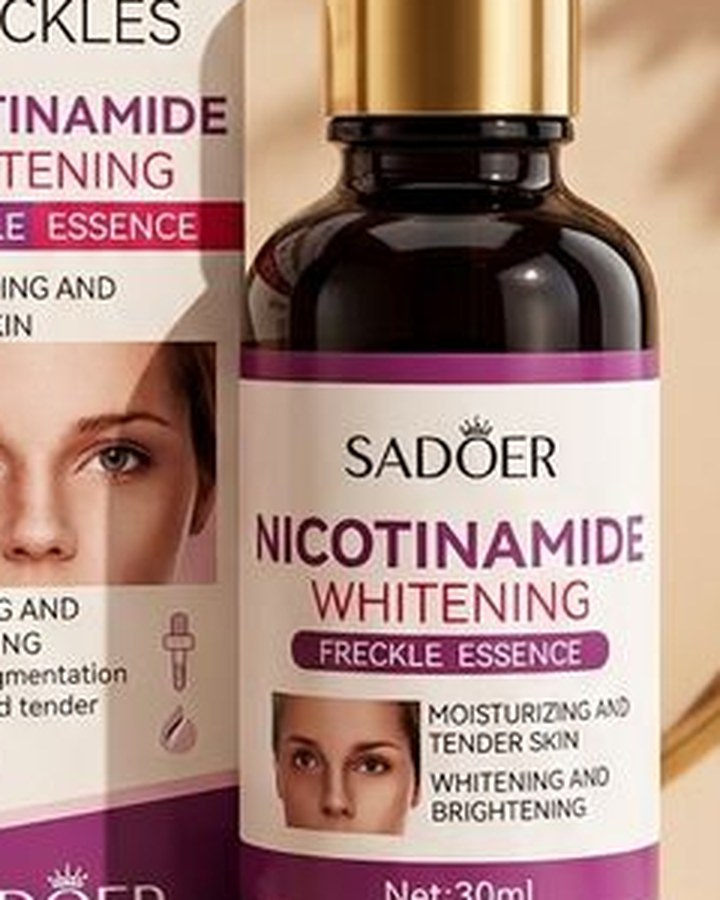 CKLES
TINAMIDE
TENING
LE ESSENCE
ING AND
KIN
G AND
NG
gmentation
d tender
DOER
SADOER
NICOTINAMIDE
WHITENING
FRECKLE ESSENCE
MOISTURIZING AND
TENDER SKIN
WHITENING AND
BRIGHTENING
Net:30ml